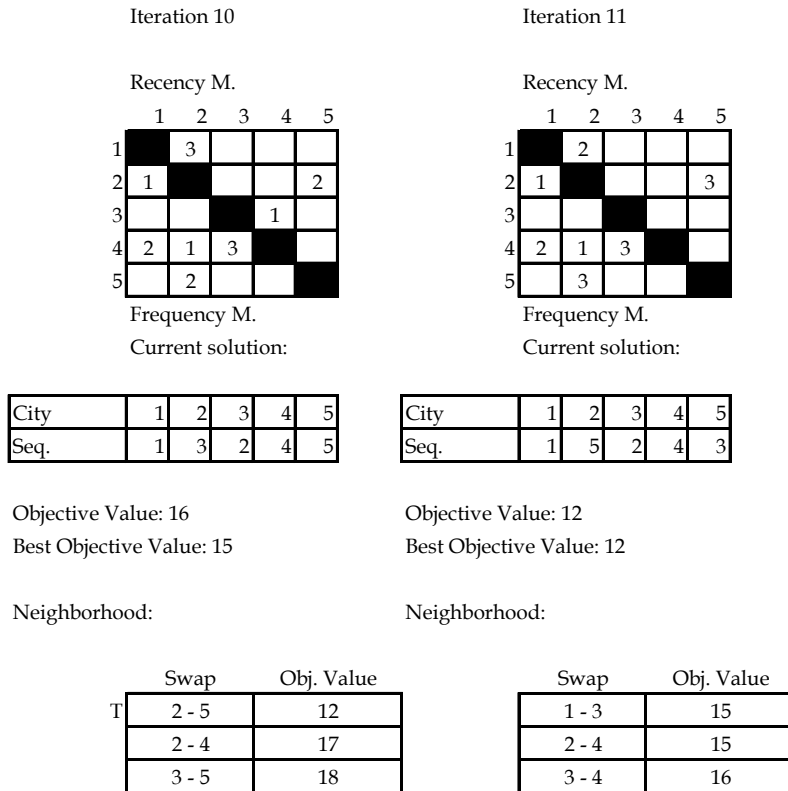 Iteration 10
Recency M.
1 2 3 4 5
1 3
2 1 2
3 1
4 2 1 3
5 2
Frequency M.
Current solution:
City 1 2 3 4 5
Seq. 1 3 2 4 5
Objective Value: 16
Best Objective Value: 15
Neighborhood:
Swap Obj. Value
T 2 - 5 12
2 - 4 17
3 - 5 18
Iteration 11
Recency M.
1 2 3 4 5
1 2
2 1 3
3
4 2 1 3
5 3
Frequency M.
Current solution:
City 1 2 3 4 5
Seq. 1 5 2 4 3
Objective Value: 12
Best Objective Value: 12
Neighborhood:
Swap Obj. Value
1 - 3 15
2 - 4 15
3 - 4 16